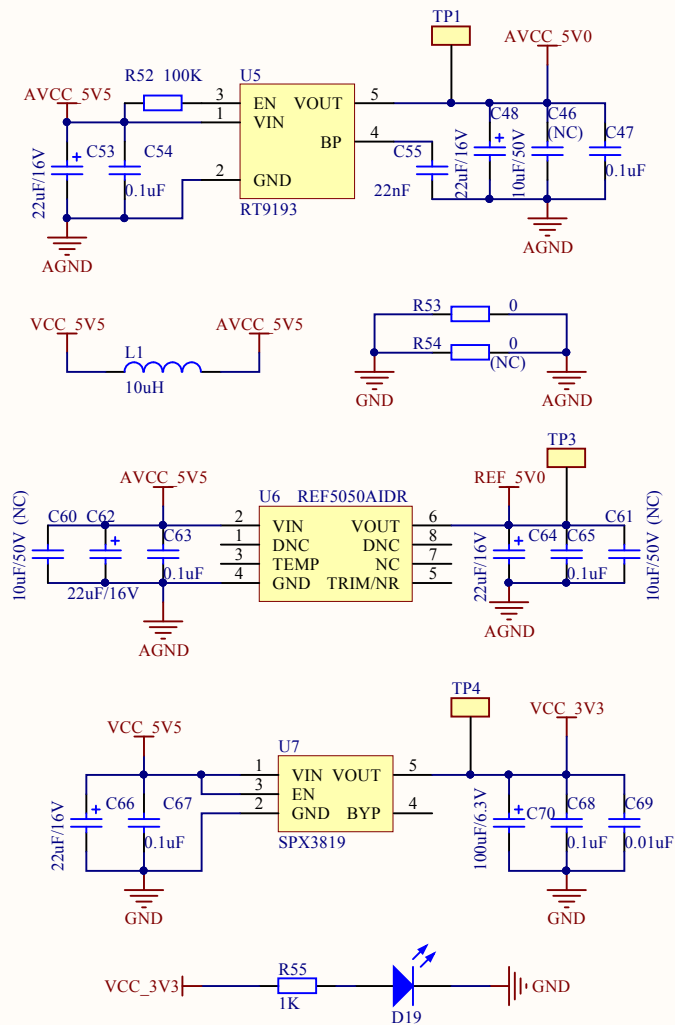 TP1
AVCC_5V0
R52 100K
U5
AVCC_5V5
3 EN VOUT 5
1 VIN
BP 4
2 GND
RT9193
C53
22uF/16V
C54
0.1uF
C55
22nF
C48
22uF/16V
C46
(NC)
10uF/50V
C47
0.1uF
AGND
AGND
VCC_5V5
AVCC_5V5
L1
10uH
R53 0
R54 0
(NC)
GND
AGND
TP3
AVCC_5V5
REF_5V0
U6 REF5050AIDR
2 VIN VOUT 6
1 DNC DNC 8
3 TEMP NC 7
4 GND TRIM/NR 5
C60
10uF/50V (NC)
C62
22uF/16V
C63
0.1uF
C64
22uF/16V
C65
0.1uF
C61
10uF/50V (NC)
AGND
AGND
TP4
VCC_5V5
VCC_3V3
U7
1 VIN VOUT 5
3 EN
2 GND BYP 4
SPX3819
C66
22uF/16V
C67
0.1uF
C70
100uF/6.3V
C68
0.1uF
C69
0.01uF
GND
GND
VCC_3V3
R55
1K
D19
GND